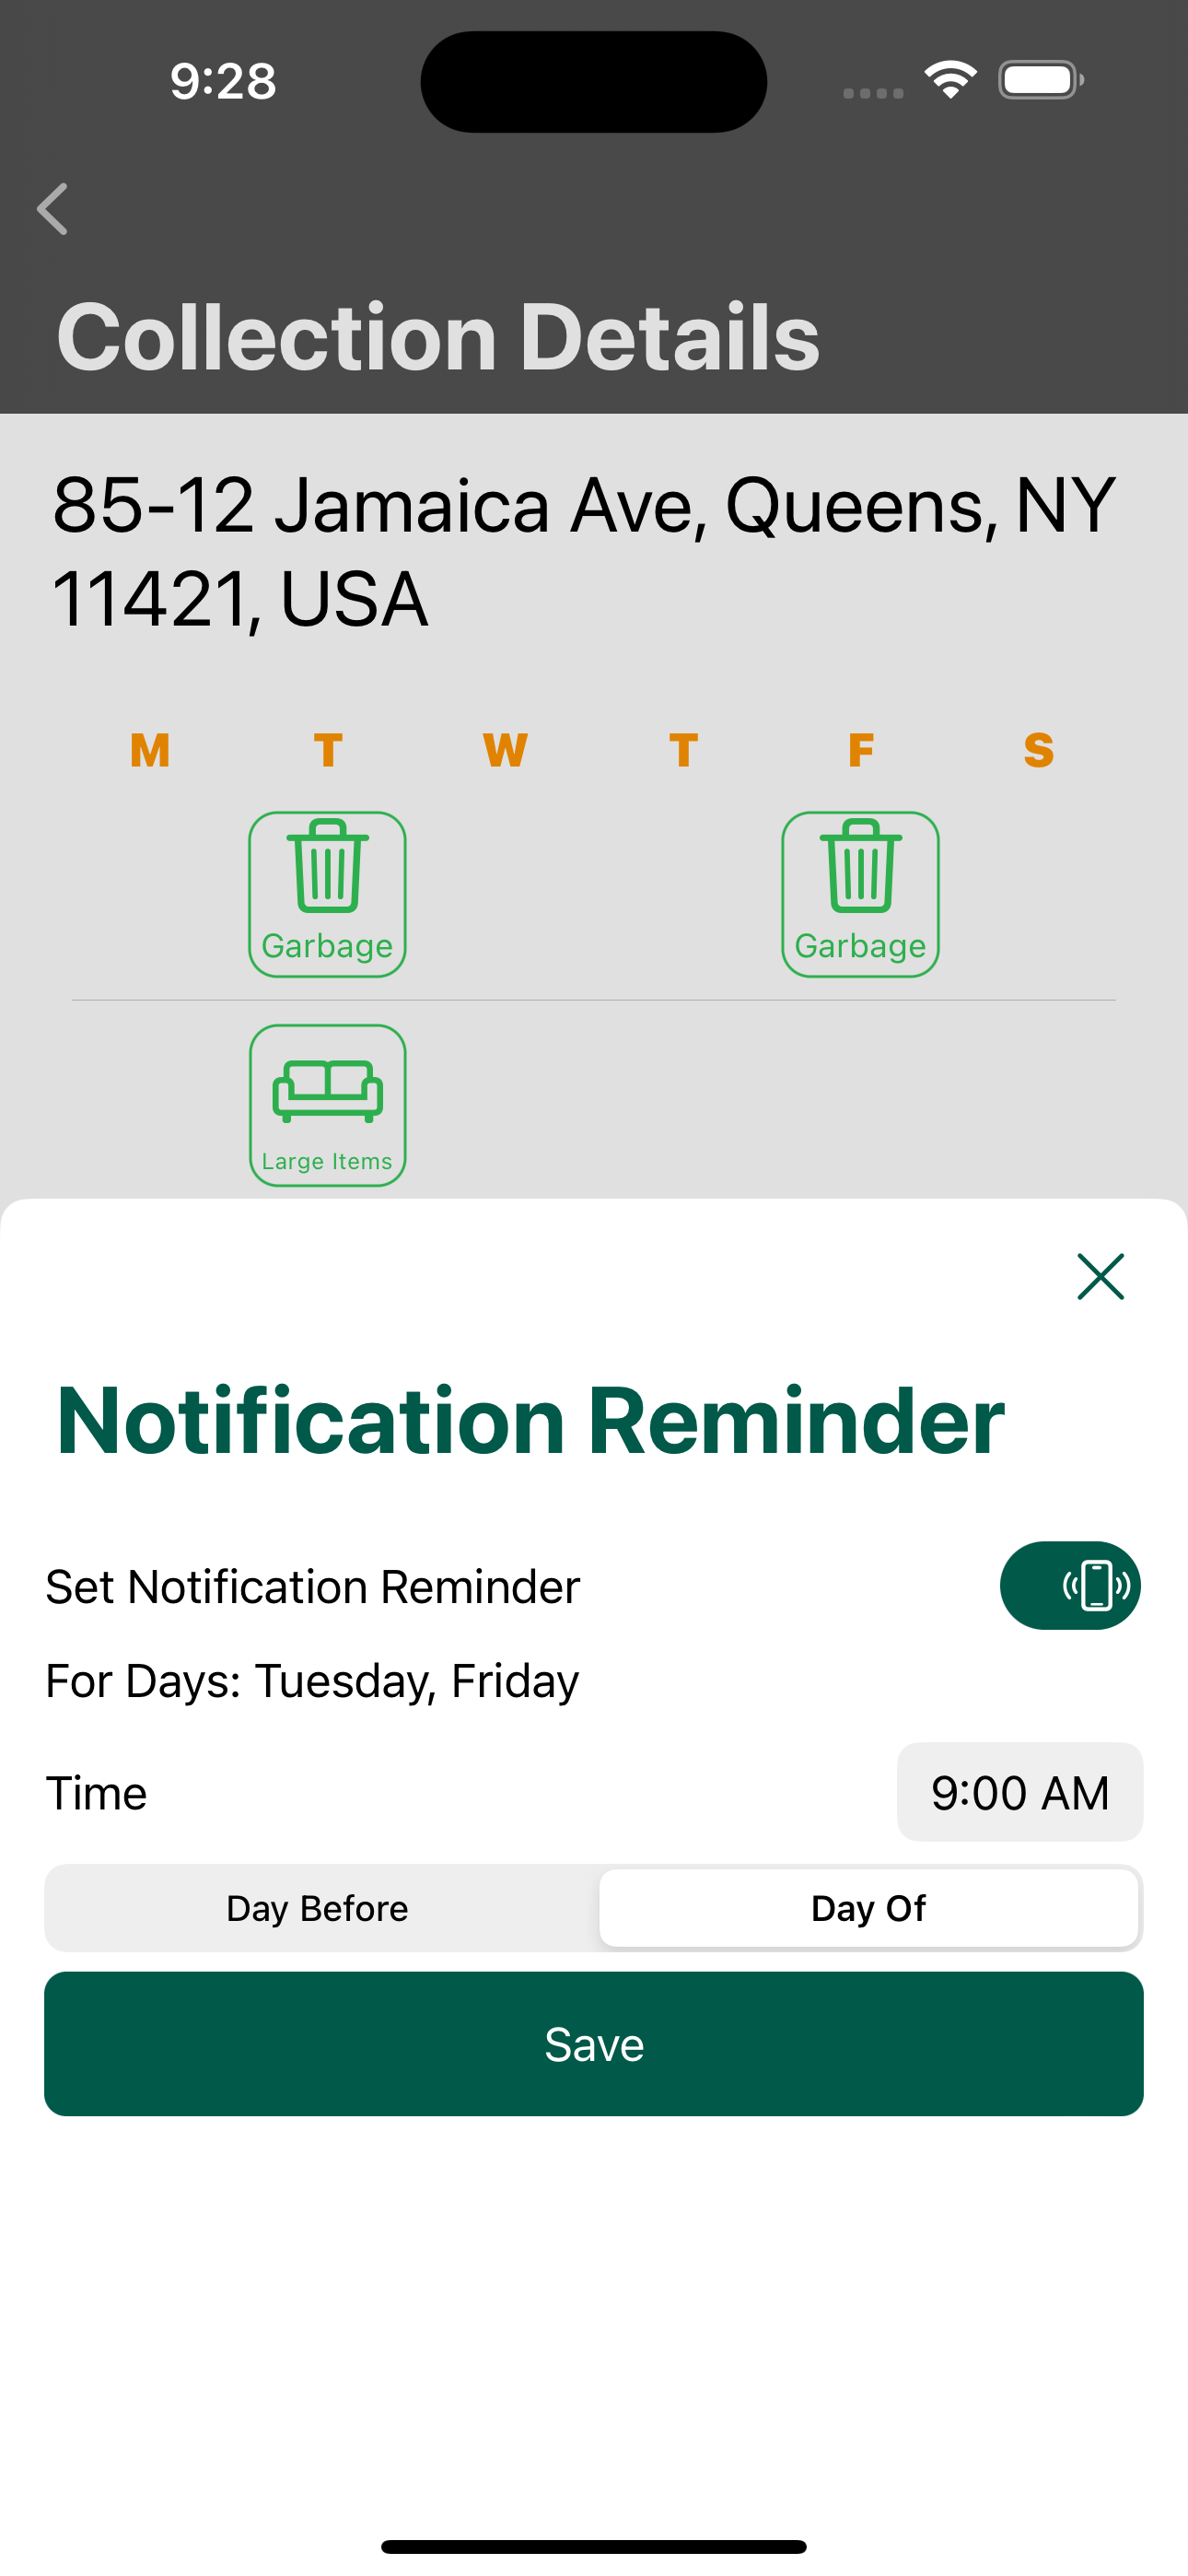 9:28
Collection Details
85-12 Jamaica Ave, Queens, NY
11421, USA
M T W T F S
Garbage Garbage
Large Items
Notification Reminder
Set Notification Reminder
For Days: Tuesday, Friday
Time 9:00 AM
Day Before Day Of
Save